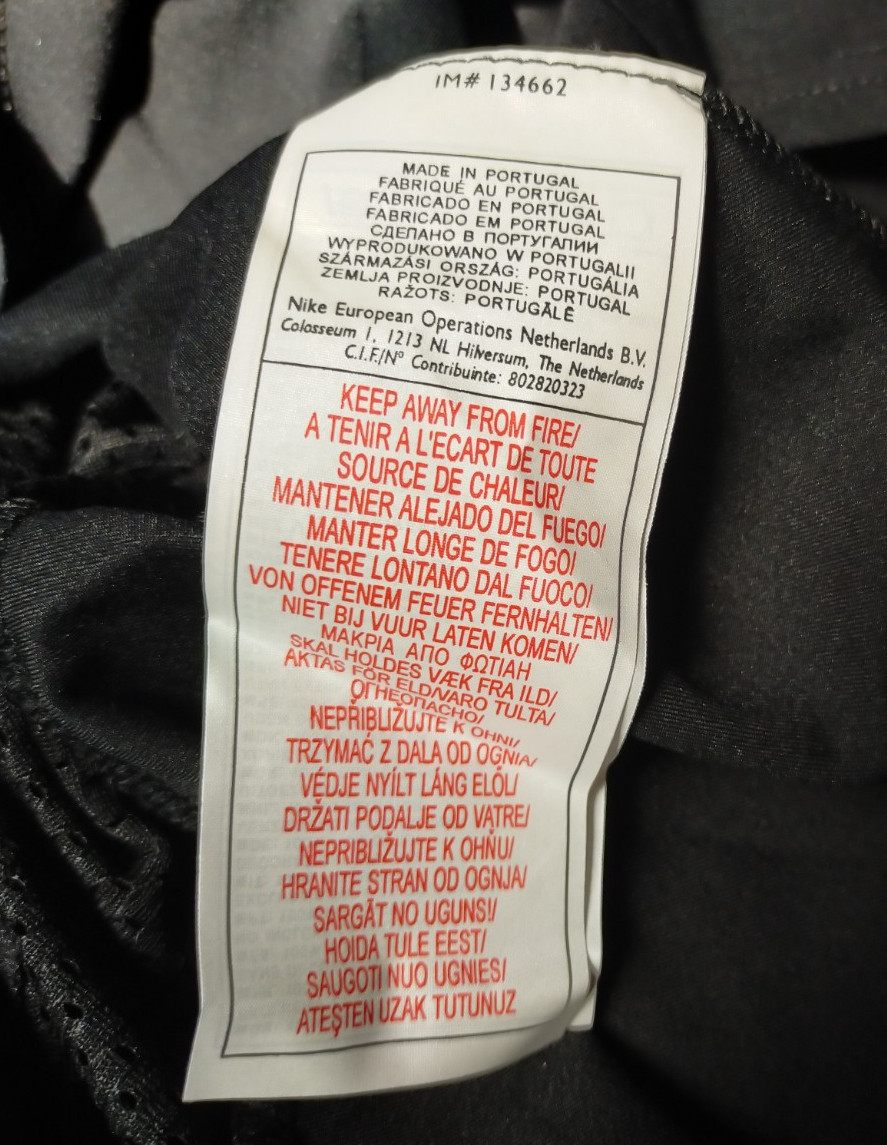 IM# 134662
MADE IN PORTUGAL
FABRIQUÉ AU PORTUGAL
FABRICADO EN PORTUGAL
FABRICADO EM PORTUGAL
СДЕЛАНО В ПОРТУГАЛИИ
WYPRODUKOWANO W PORTUGALII
SZÁRMAZÁSI ORSZÁG: PORTUGÁLIA
ZEMLJA PROIZVODNJE: PORTUGAL
RAŽOTS: PORTUGĀLĒ
Nike European Operations Netherlands B.V.
Colosseum 1, 1213 NL Hilversum, The Netherlands
C.I.F./Nº Contribuinte: 802820323
KEEP AWAY FROM FIRE/
A TENIR A L'ECART DE TOUTE
SOURCE DE CHALEUR/
MANTENER ALEJADO DEL FUEGO/
MANTER LONGE DE FOGO/
TENERE LONTANO DAL FUOCO/
VON OFFENEM FEUER FERNHALTEN/
NIET BIJ VUUR LATEN KOMEN/
ΜΑΚΡΙΑ ΑΠΟ ΦΩΤΙΑΗ
SKAL HOLDES VÆK FRA ILD/
AKTAS FÖR ELD/VARO TULTA/
ОГНЕОПАСНО/
NEPŘIBLIŽUJTE K OHNI/
TRZYMAĆ Z DALA OD OGNIA/
VÉDJE NYÍLT LÁNG ELŐL/
DRŽATI PODALJE OD VATRE/
NEPRIBLIŽUJTE K OHŇU/
HRANITE STRAN OD OGNJA/
SARGĀT NO UGUNS!/
HOIDA TULE EEST/
SAUGOTI NUO UGNIES/
ATEŞTEN UZAK TUTUNUZ